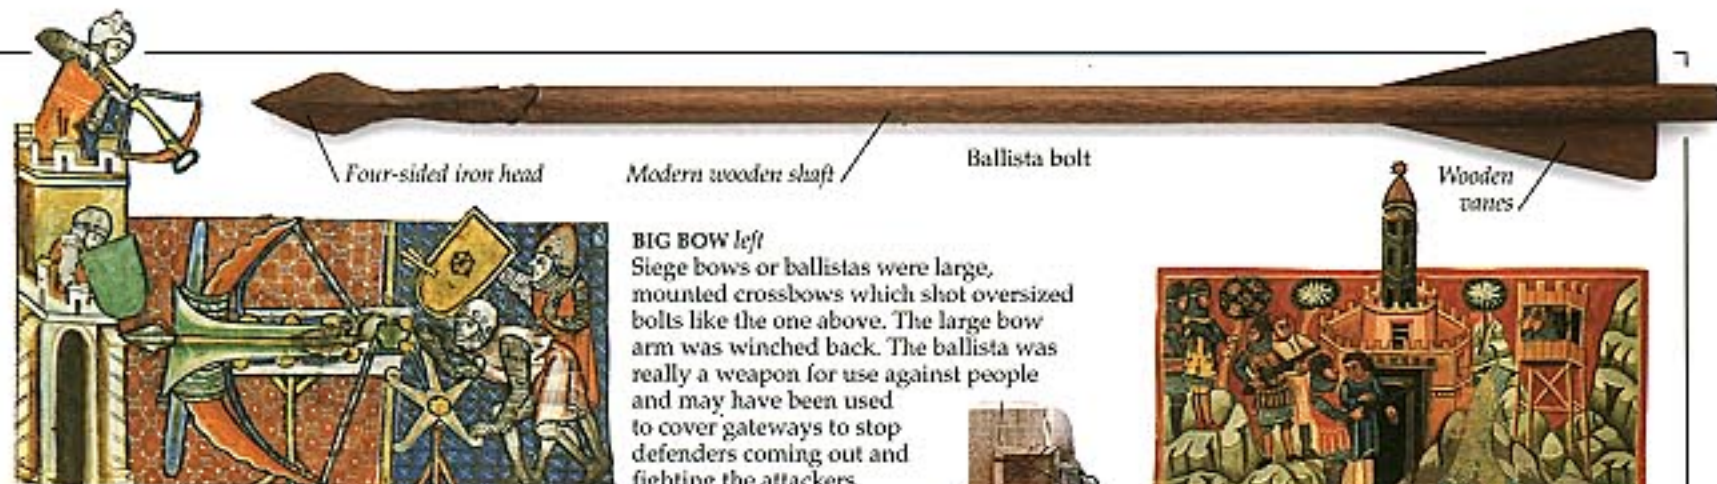 Four-sided iron head
Modern wooden shaft
Ballista bolt
Wooden
vanes
BIG BOW left
Siege bows or ballistas were large,
mounted crossbows which shot oversized
bolts like the one above. The large bow
arm was winched back. The ballista was
really a weapon for use against people
and may have been used
to cover gateways to stop
defenders coming out and
fighting the attackers.